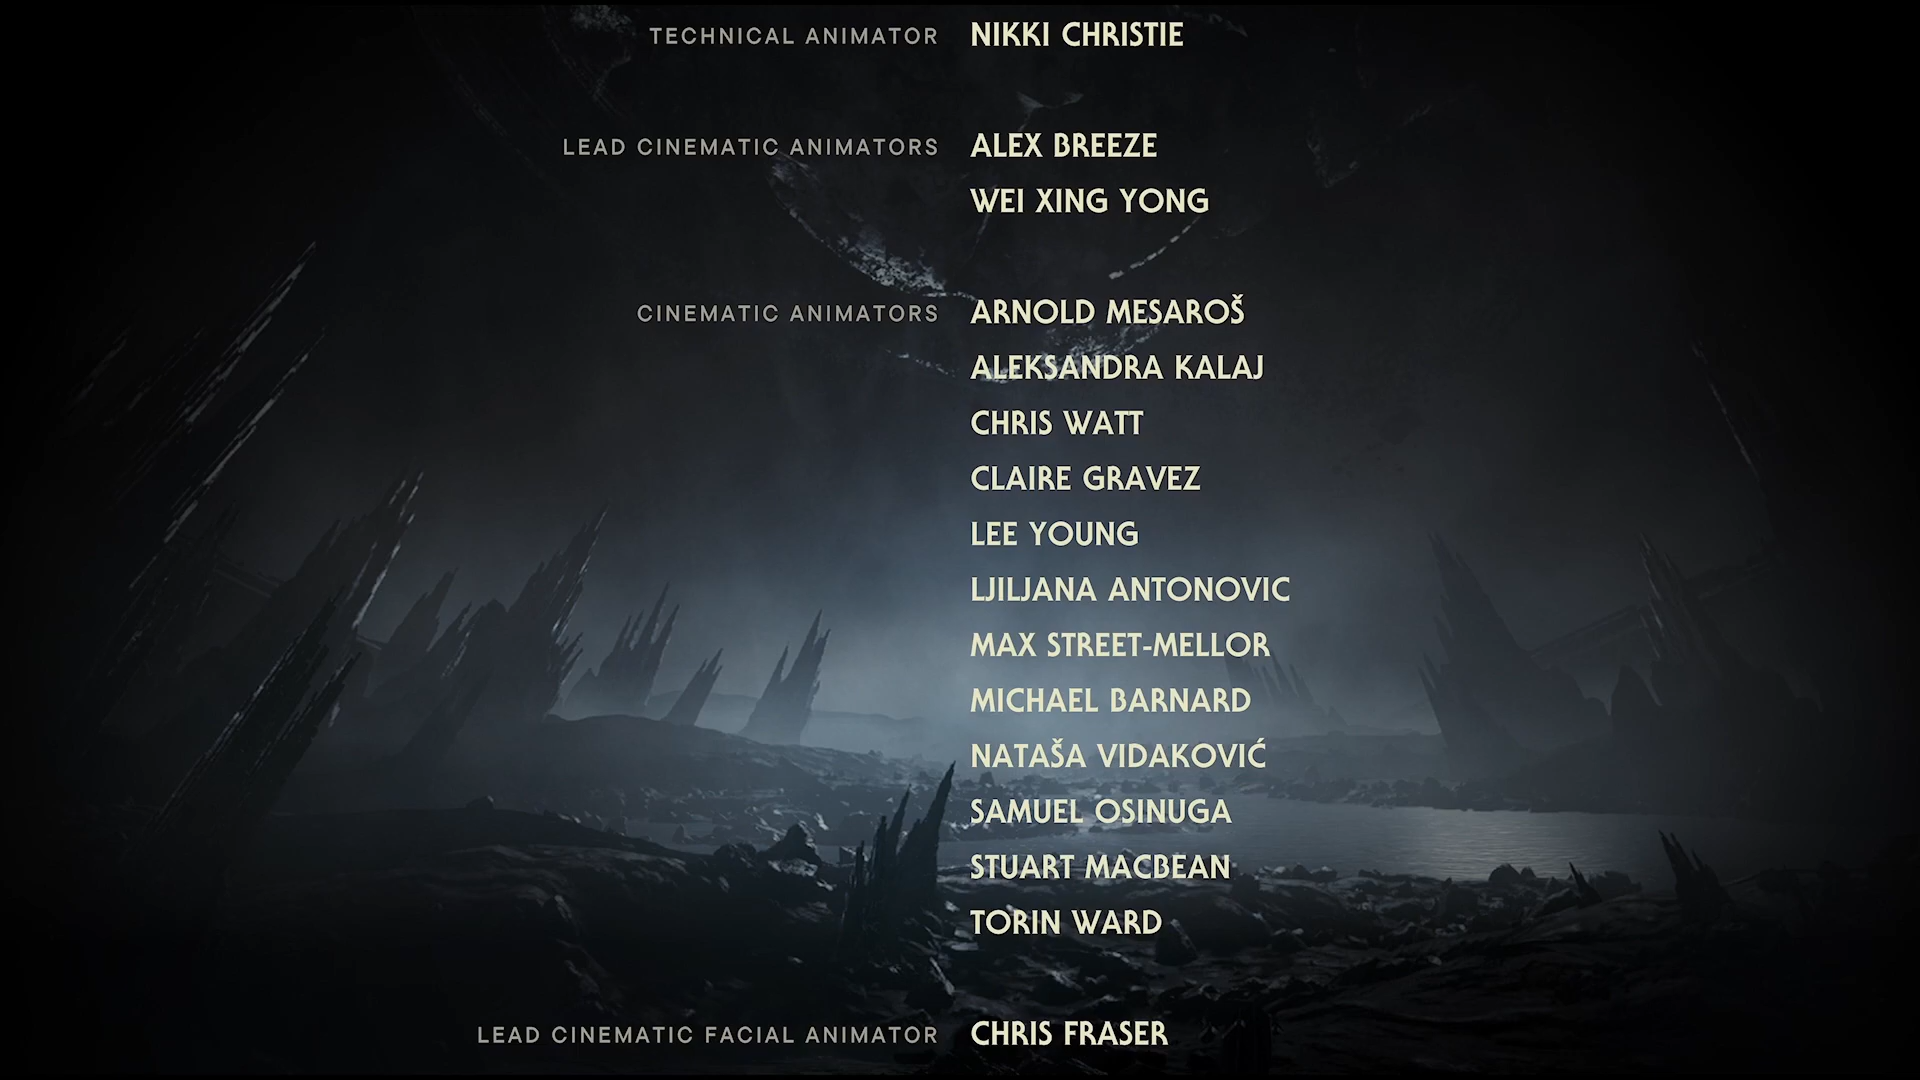 TECHNICAL ANIMATOR NIKKI CHRISTIE
LEAD CINEMATIC ANIMATORS ALEX BREEZE
WEI XING YONG
CINEMATIC ANIMATORS ARNOLD MESAROŠ
ALEKSANDRA KALAJ
CHRIS WATT
CLAIRE GRAVEZ
LEE YOUNG
LJILJANA ANTONOVIC
MAX STREET-MELLOR
MICHAEL BARNARD
NATAŠA VIDAKOVIĆ
SAMUEL OSINUGA
STUART MACBEAN
TORIN WARD
LEAD CINEMATIC FACIAL ANIMATOR CHRIS FRASER